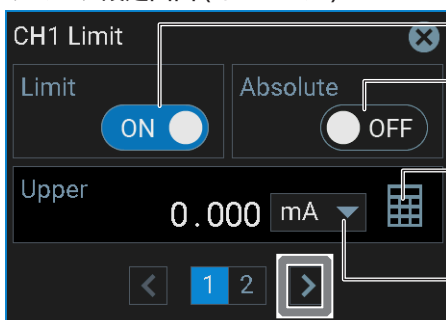 CH1 Limit
Limit
Absolute
ON
OFF
Upper
0.000 mA
1 2